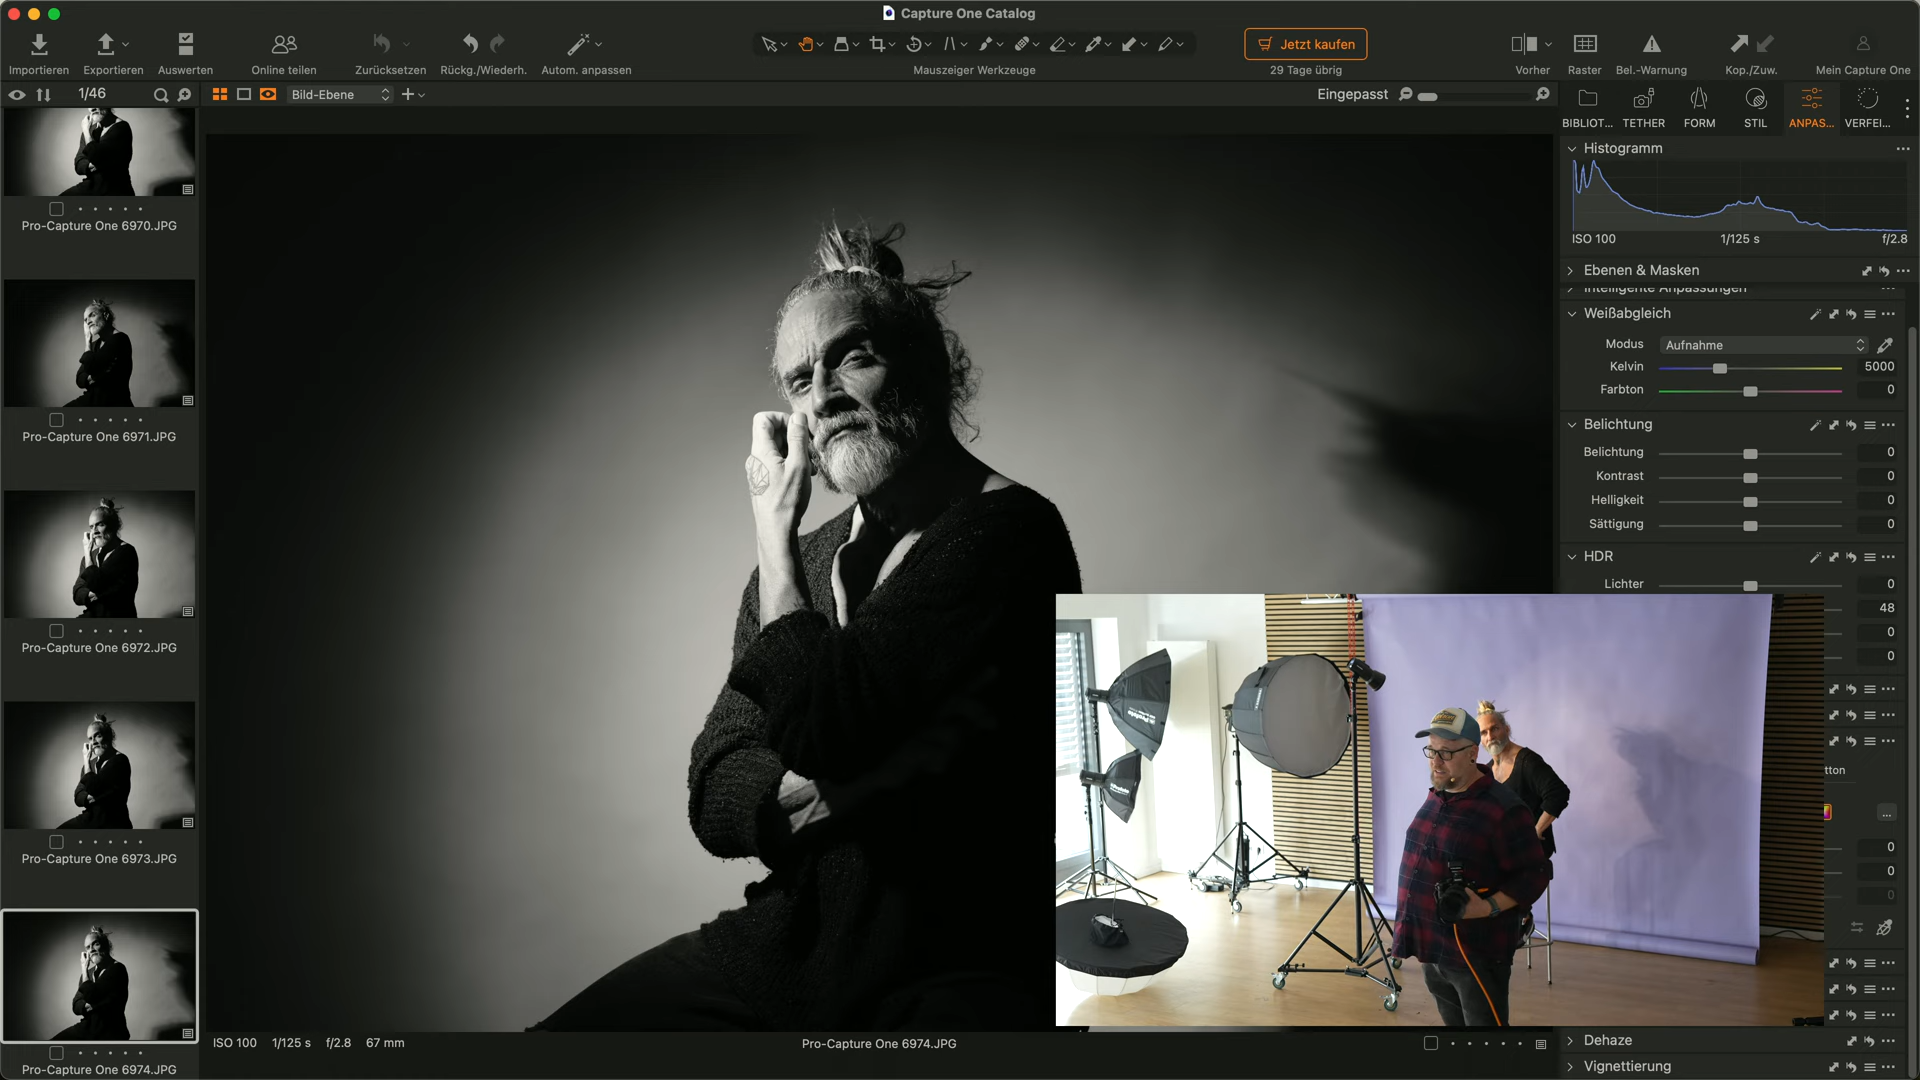 Capture One Catalog
Importieren
Exportieren
Auswerten
Online teilen
Zurücksetzen
Rückg./Wiederh.
Autom. anpassen
Mauszeiger Werkzeuge
Jetzt kaufen
29 Tage übrig
Vorher
Raster
Bel.-Warnung
Kop./Zuw.
Mein Capture One
1/46
Bild-Ebene
Eingepasst
BIBLIOT...
TETHER
FORM
STIL
ANPAS...
VERFEI...
Histogramm
ISO 100
1/125 s
f/2.8
Ebenen & Masken
Intelligente Anpassungen
Weißabgleich
Modus
Aufnahme
Kelvin
5000
Farbton
0
Belichtung
Belichtung
0
Kontrast
0
Helligkeit
0
Sättigung
0
HDR
Lichter
0
48
0
0
tton
...
0
0
0
Dehaze
Vignettierung
Pro-Capture One 6970.JPG
Pro-Capture One 6971.JPG
Pro-Capture One 6972.JPG
Pro-Capture One 6973.JPG
Pro-Capture One 6974.JPG
ISO 100 1/125 s f/2.8 67 mm
Pro-Capture One 6974.JPG